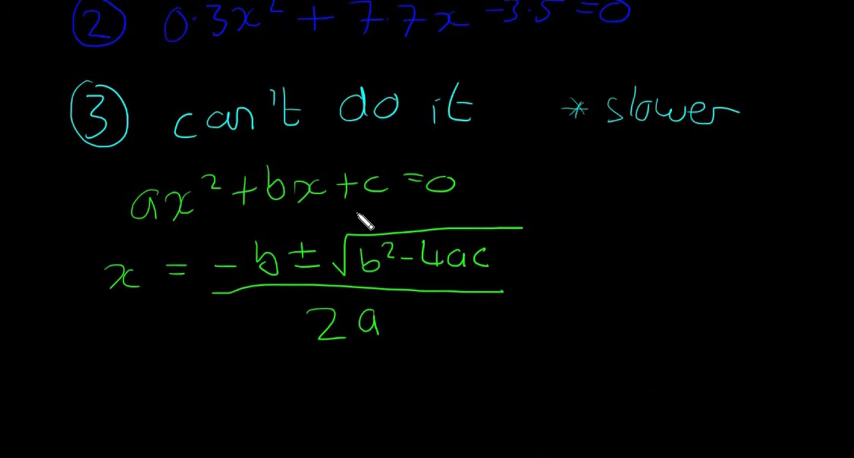 ② 0.3x² + 7.7x - 3.5 = 0
③ can't do it * slower
ax² + bx + c = 0
x = (-b ± √(b² - 4ac)) / 2a